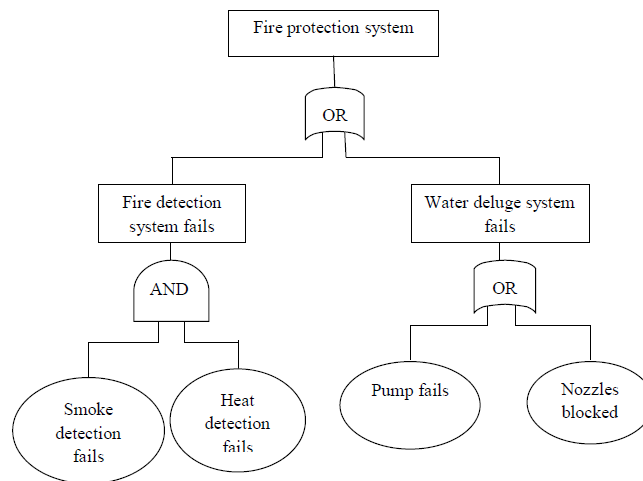 Fire protection system
OR
Fire detection
system fails
Water deluge system
fails
AND
OR
Smoke
detection
fails
Heat
detection
fails
Pump fails
Nozzles
blocked